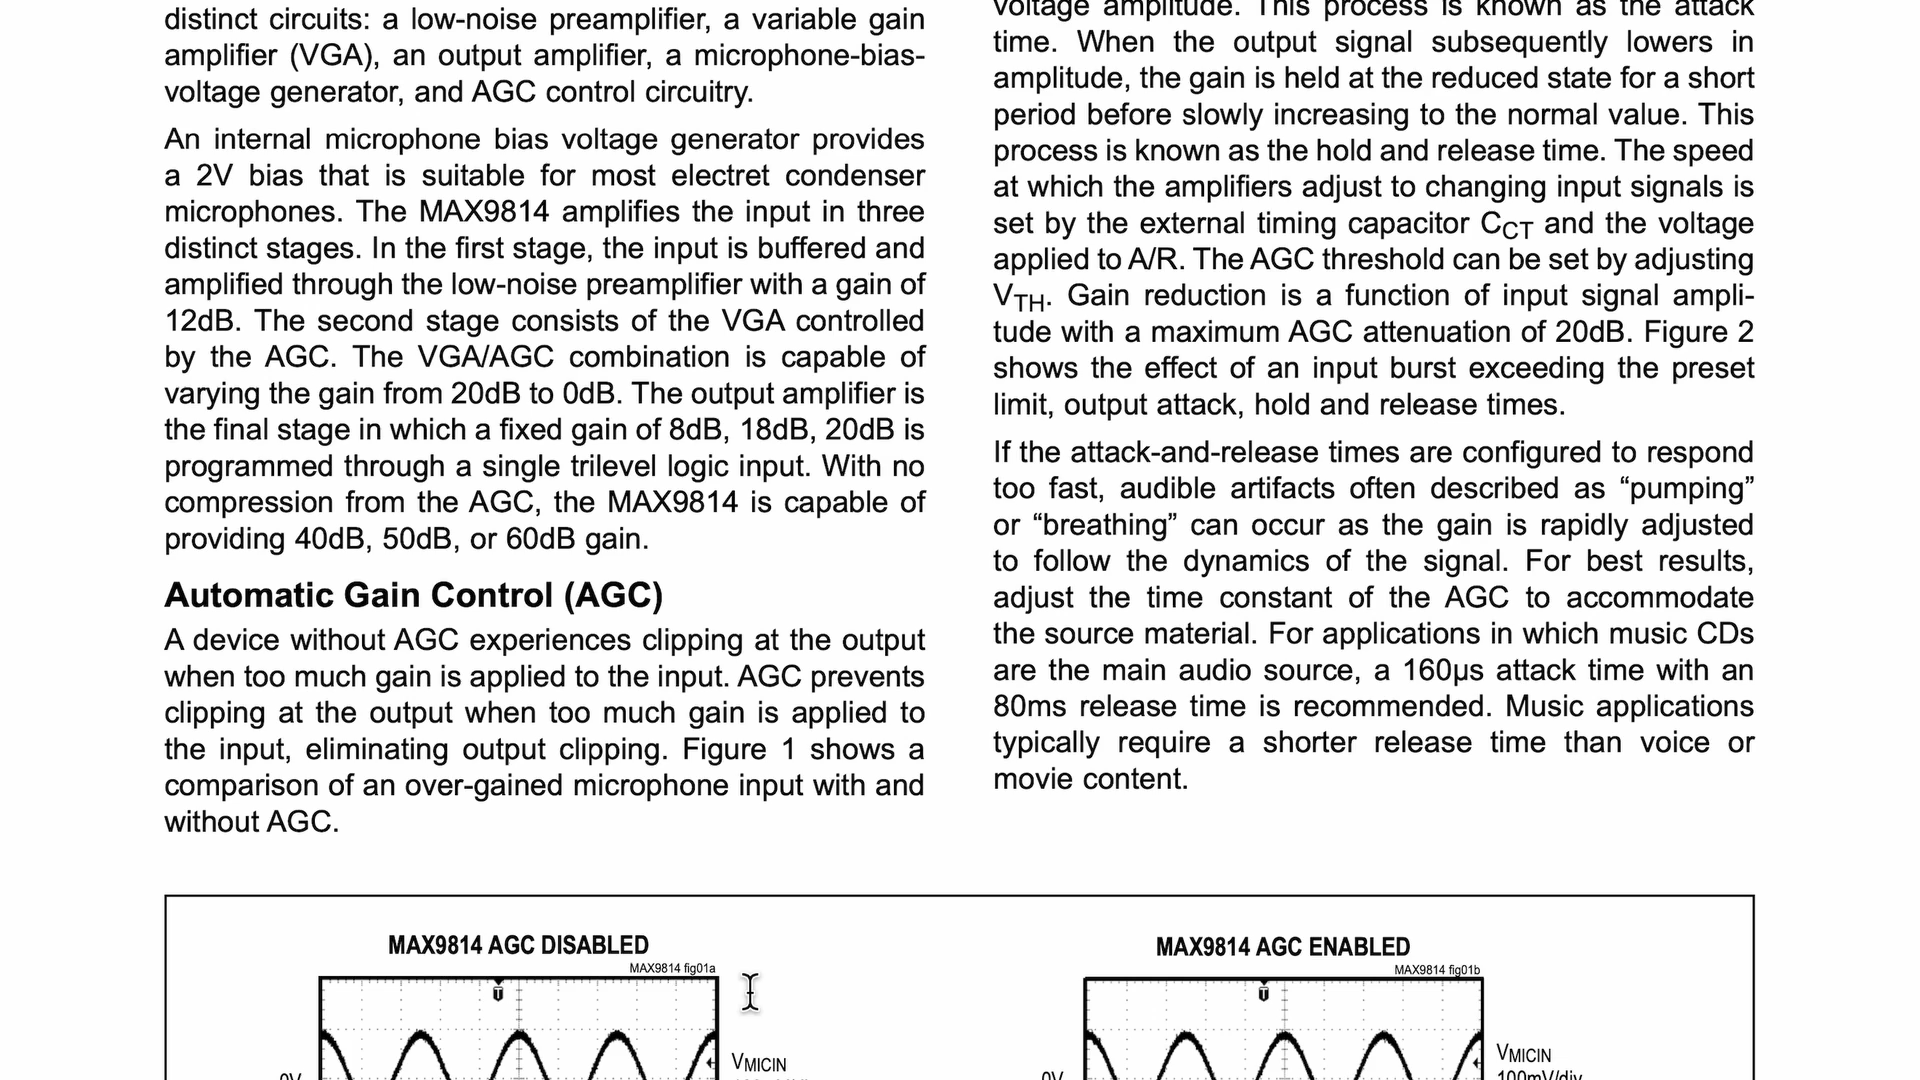 distinct circuits: a low-noise preamplifier, a variable gain
amplifier (VGA), an output amplifier, a microphone-bias-
voltage generator, and AGC control circuitry.
An internal microphone bias voltage generator provides
a 2V bias that is suitable for most electret condenser
microphones. The MAX9814 amplifies the input in three
distinct stages. In the first stage, the input is buffered and
amplified through the low-noise preamplifier with a gain of
12dB. The second stage consists of the VGA controlled
by the AGC. The VGA/AGC combination is capable of
varying the gain from 20dB to 0dB. The output amplifier is
the final stage in which a fixed gain of 8dB, 18dB, 20dB is
programmed through a single trilevel logic input. With no
compression from the AGC, the MAX9814 is capable of
providing 40dB, 50dB, or 60dB gain.
Automatic Gain Control (AGC)
A device without AGC experiences clipping at the output
when too much gain is applied to the input. AGC prevents
clipping at the output when too much gain is applied to
the input, eliminating output clipping. Figure 1 shows a
comparison of an over-gained microphone input with and
without AGC.
voltage amplitude. This process is known as the attack
time. When the output signal subsequently lowers in
amplitude, the gain is held at the reduced state for a short
period before slowly increasing to the normal value. This
process is known as the hold and release time. The speed
at which the amplifiers adjust to changing input signals is
set by the external timing capacitor CCT and the voltage
applied to A/R. The AGC threshold can be set by adjusting
VTH. Gain reduction is a function of input signal ampli-
tude with a maximum AGC attenuation of 20dB. Figure 2
shows the effect of an input burst exceeding the preset
limit, output attack, hold and release times.
If the attack-and-release times are configured to respond
too fast, audible artifacts often described as “pumping”
or “breathing” can occur as the gain is rapidly adjusted
to follow the dynamics of the signal. For best results,
adjust the time constant of the AGC to accommodate
the source material. For applications in which music CDs
are the main audio source, a 160µs attack time with an
80ms release time is recommended. Music applications
typically require a shorter release time than voice or
movie content.
MAX9814 AGC DISABLED
MAX9814 fig01a
T
VMICIN
0V
MAX9814 AGC ENABLED
MAX9814 fig01b
T
VMICIN
100mV/div
0V